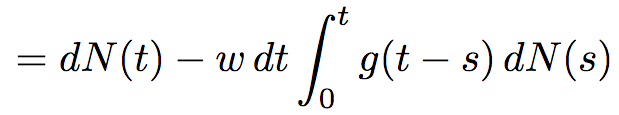 = dN(t) − w dt ∫₀ᵗ g(t − s) dN(s)